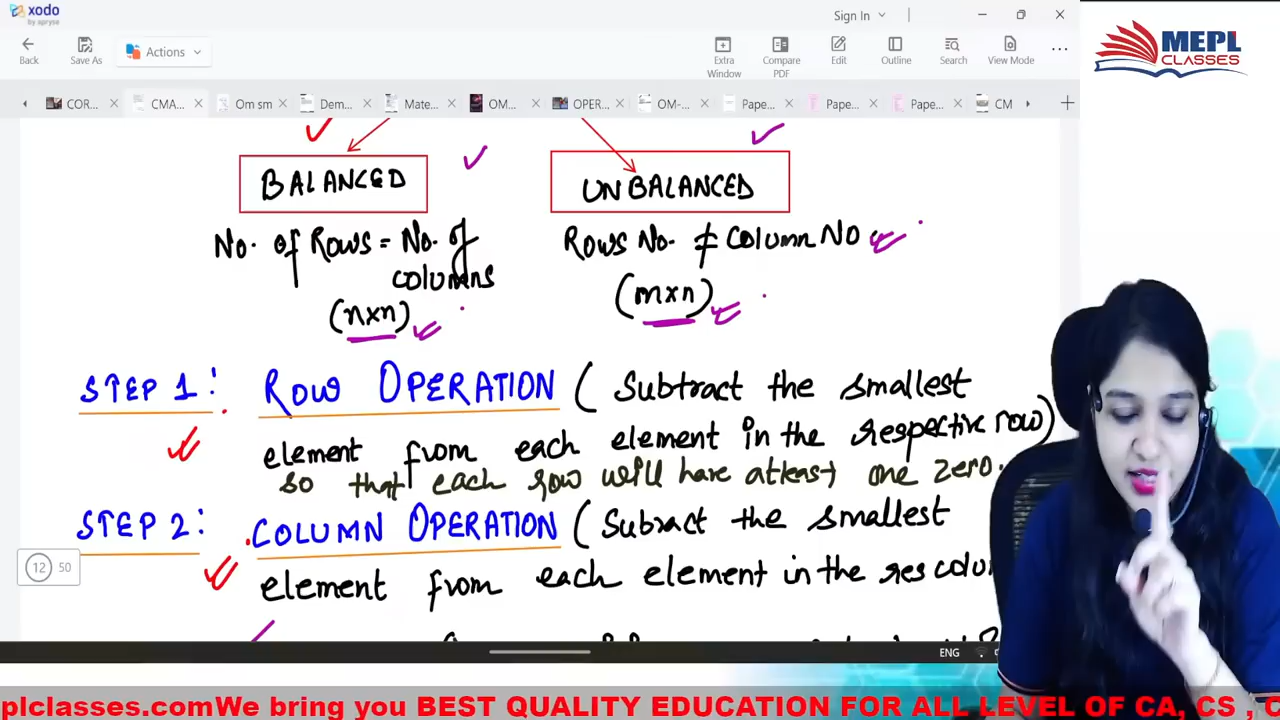 xodo
by apryse
Sign In
Back
Save As
Actions
Extra Window
Compare PDF
Edit
Outline
Search
View Mode
MEPL
CLASSES
COR...
CMA...
Om sm
Dem...
Mate...
OM...
OPER...
OM-...
Pape...
Pape...
Pape...
CM
BALANCED
UNBALANCED
No. of Rows = No. of columns
(n×n)
Rows No. ≠ Column No
(m×n)
STEP 1: ROW OPERATION (Subtract the smallest
element from each element in the respective row)
so that each row will have atleast one zero.
STEP 2: COLUMN OPERATION (Subract the smallest
element from each element in the res colu
12 50
ENG
plclasses.comWe bring you BEST QUALITY EDUCATION FOR ALL LEVEL OF CA, CS , C